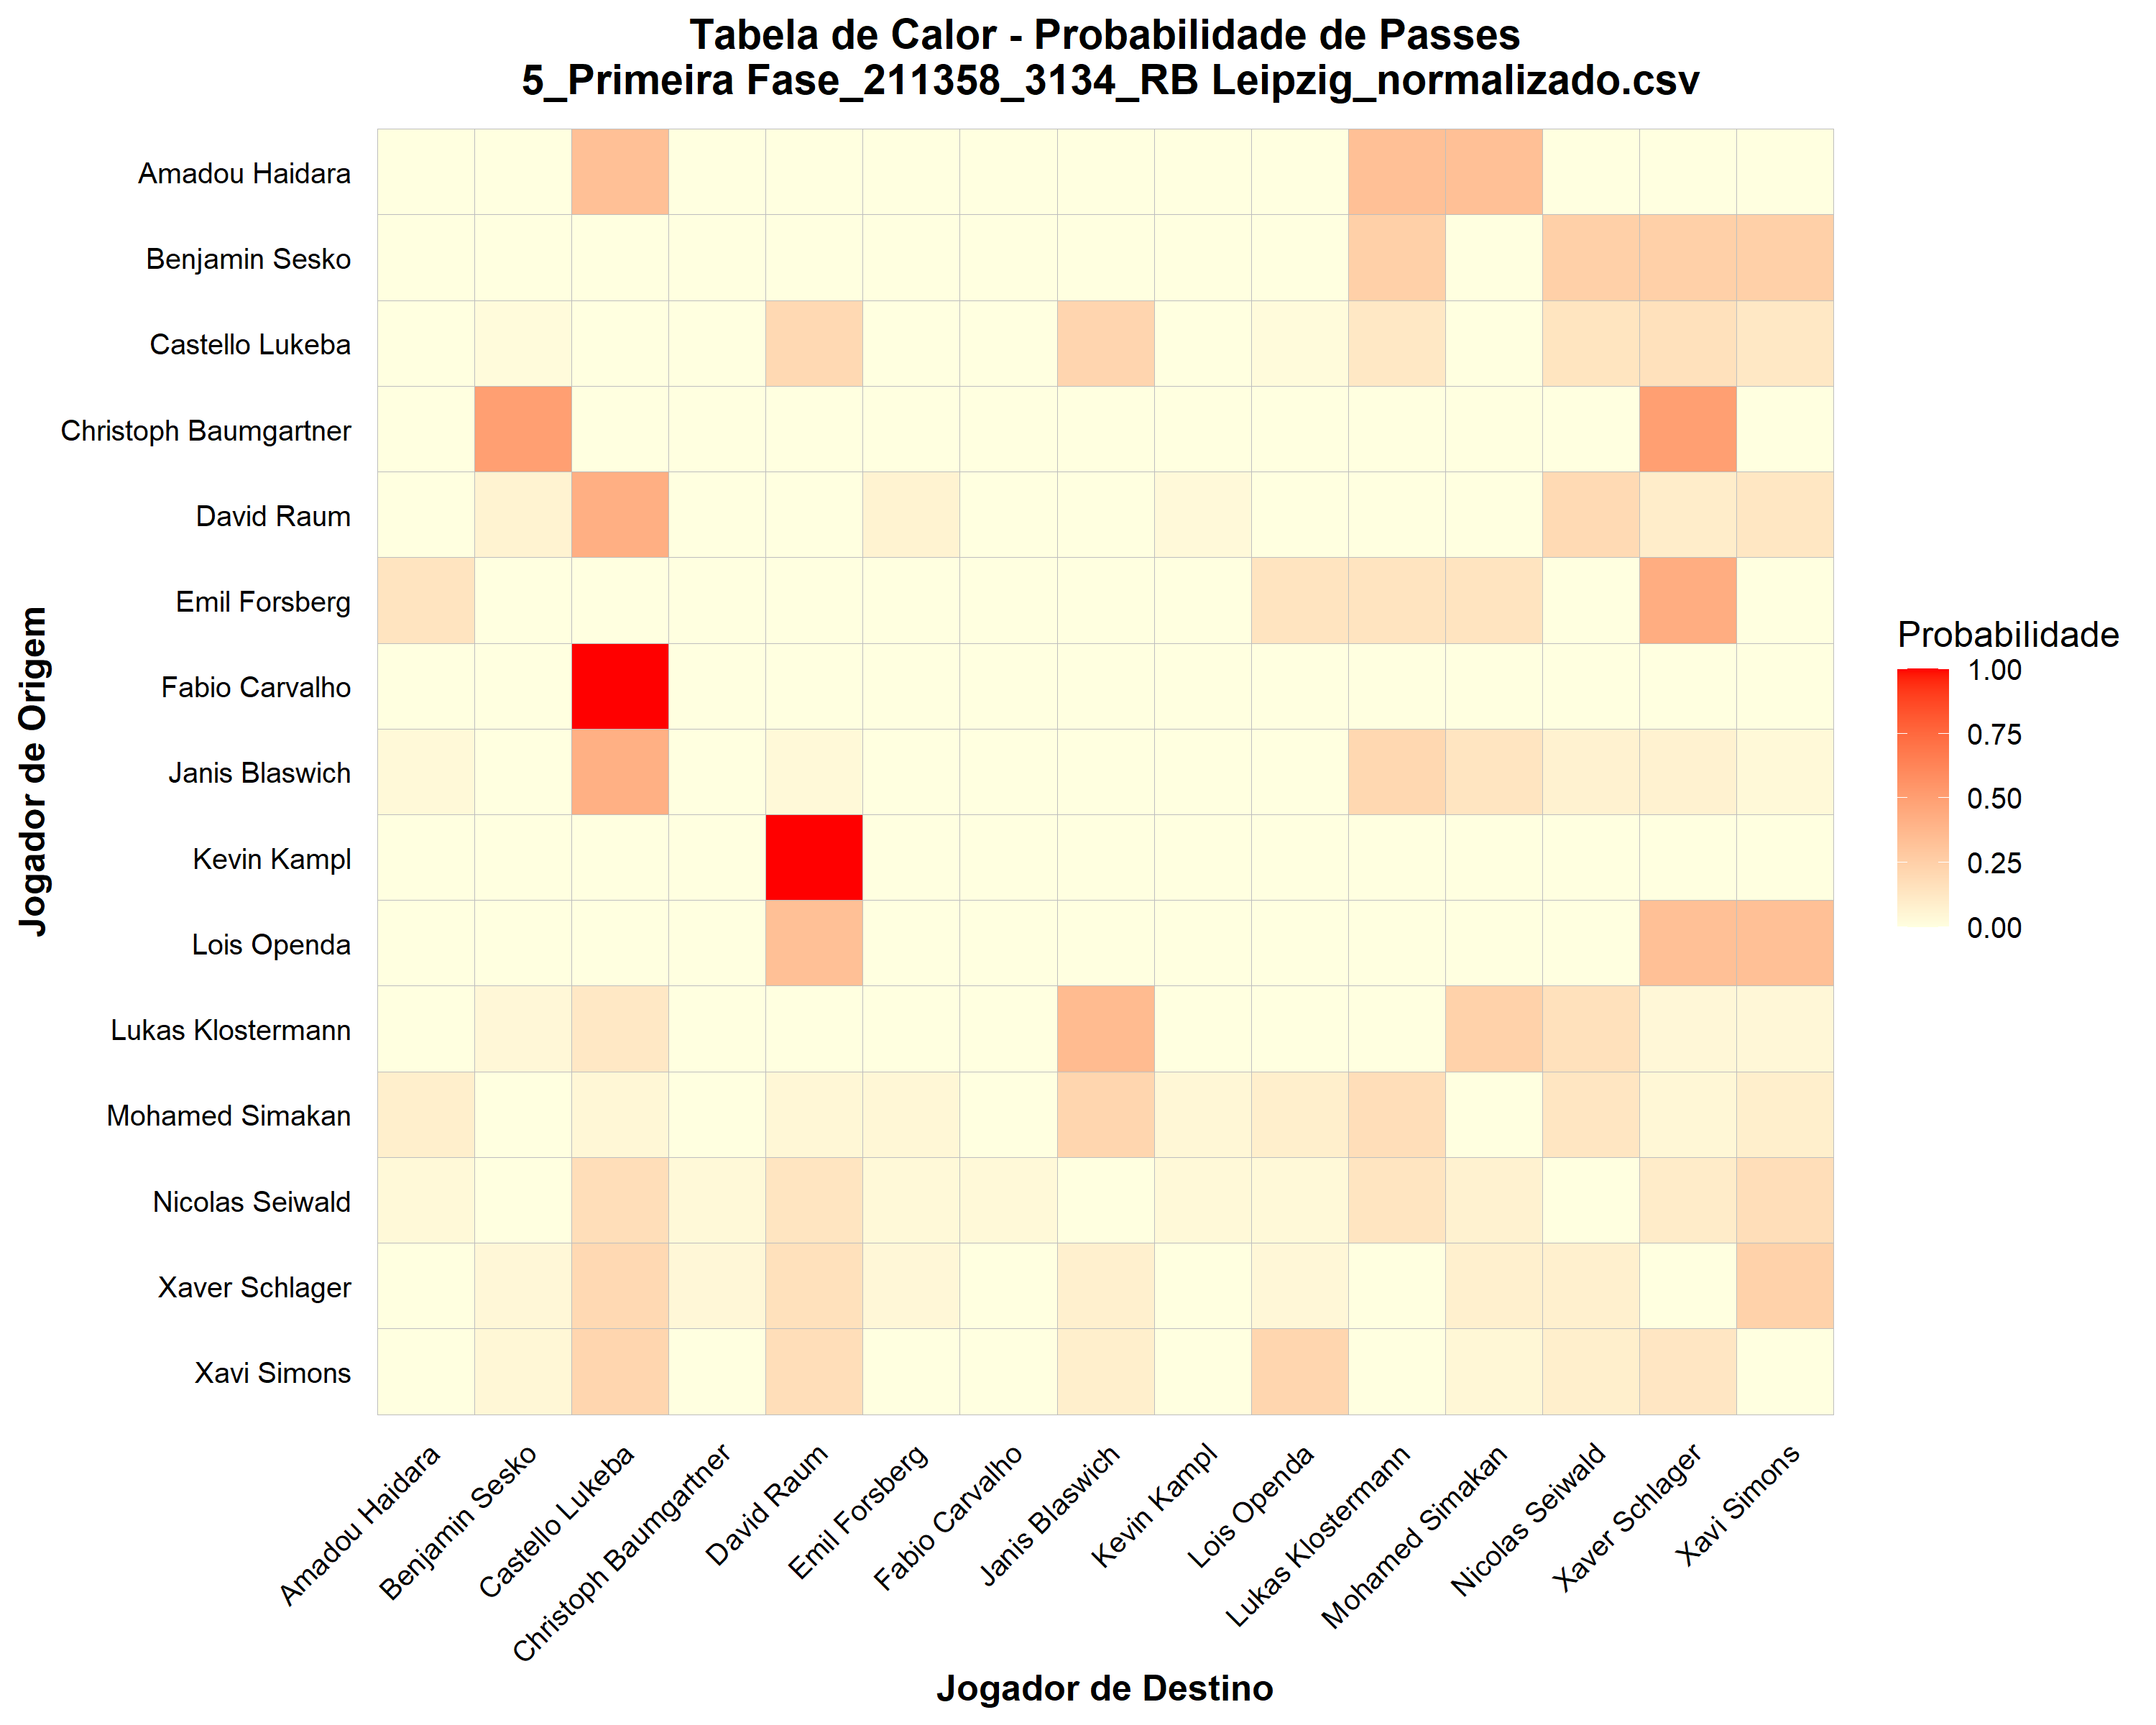 Tabela de Calor - Probabilidade de Passes
5_Primeira Fase_211358_3134_RB Leipzig_normalizado.csv
Jogador de Origem
Amadou Haidara
Benjamin Sesko
Castello Lukeba
Christoph Baumgartner
David Raum
Emil Forsberg
Fabio Carvalho
Janis Blaswich
Kevin Kampl
Lois Openda
Lukas Klostermann
Mohamed Simakan
Nicolas Seiwald
Xaver Schlager
Xavi Simons
Amadou Haidara
Benjamin Sesko
Castello Lukeba
Christoph Baumgartner
David Raum
Emil Forsberg
Fabio Carvalho
Janis Blaswich
Kevin Kampl
Lois Openda
Lukas Klostermann
Mohamed Simakan
Nicolas Seiwald
Xaver Schlager
Xavi Simons
Jogador de Destino
Probabilidade
1.00
0.75
0.50
0.25
0.00